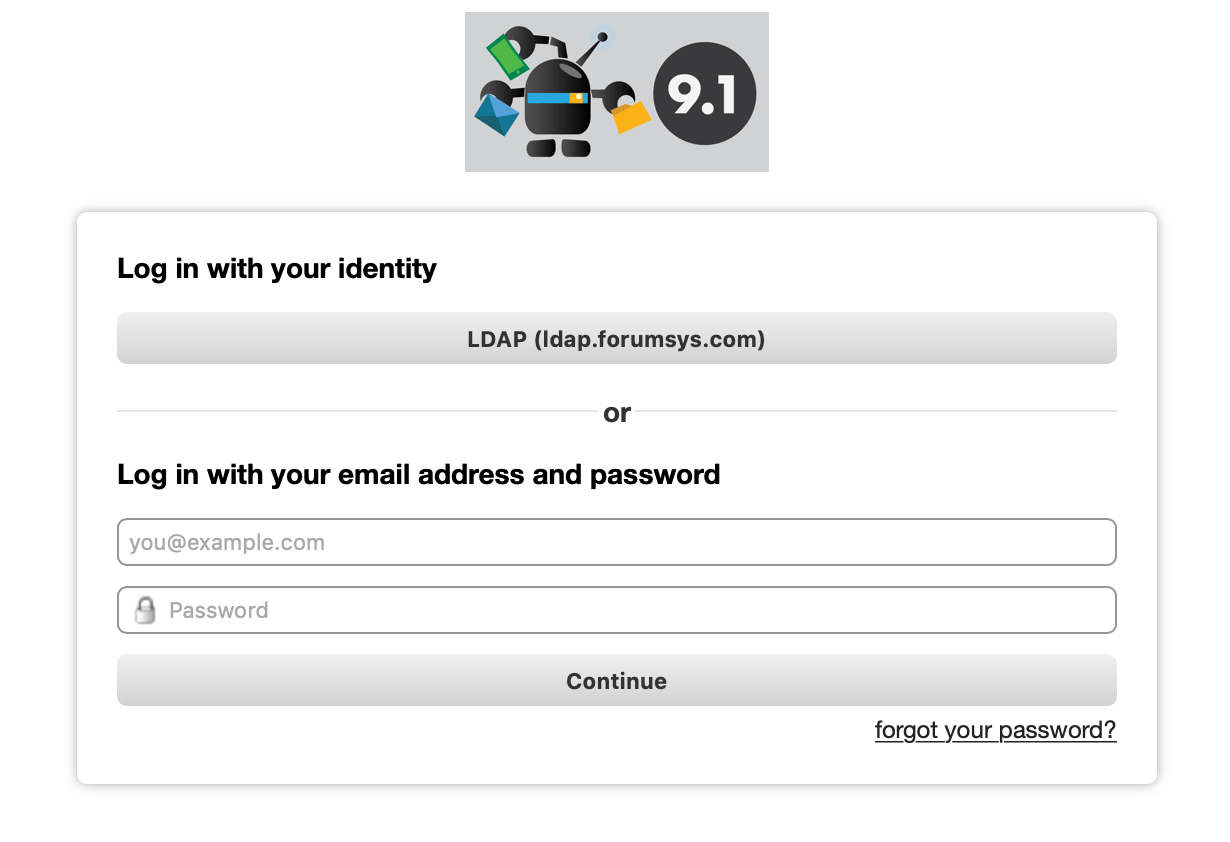 9.1
Log in with your identity
LDAP (ldap.forumsys.com)
or
Log in with your email address and password
you@example.com
Password
Continue
forgot your password?